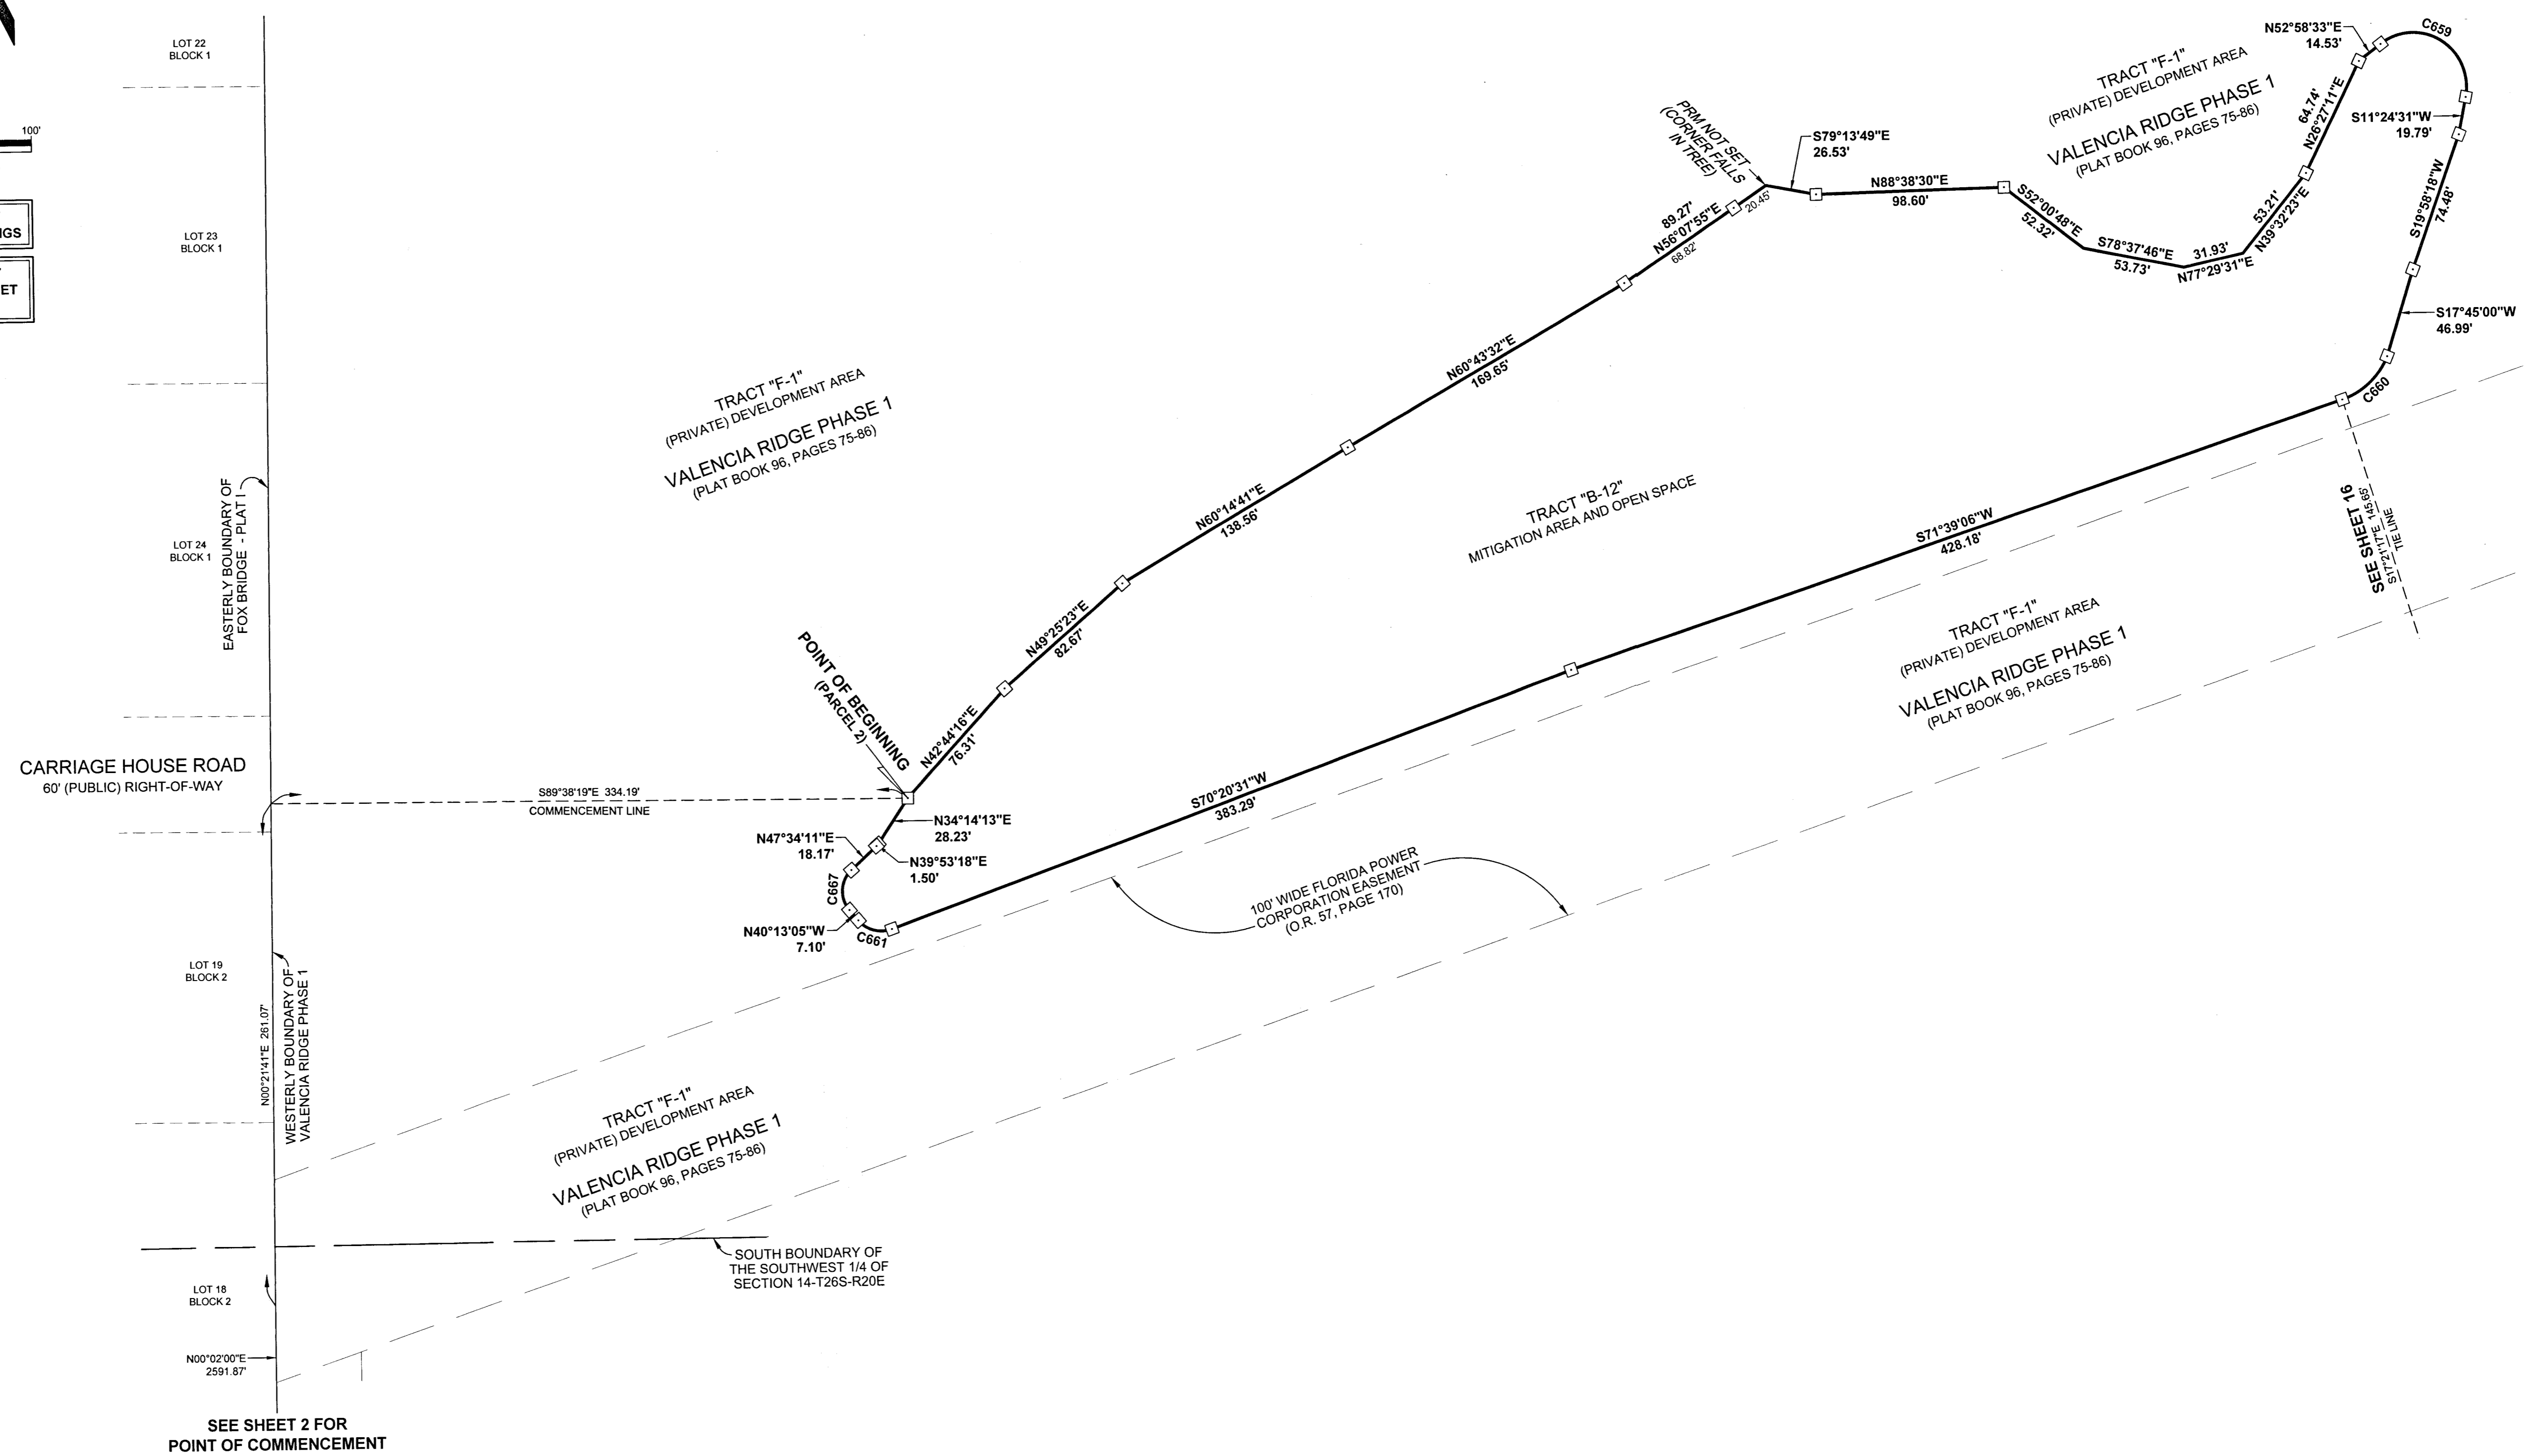 LOT 22
BLOCK 1
100'
IGS
ET
LOT 23
BLOCK 1
EASTERLY BOUNDARY OF
FOX BRIDGE - PLAT I
LOT 24
BLOCK 1
CARRIAGE HOUSE ROAD
60' (PUBLIC) RIGHT-OF-WAY
S89°38'19"E 334.19'
COMMENCEMENT LINE
LOT 19
BLOCK 2
N00°21'41"E 261.07'
WESTERLY BOUNDARY OF
VALENCIA RIDGE PHASE 1
LOT 18
BLOCK 2
N00°02'00"E
2591.87'
SEE SHEET 2 FOR
POINT OF COMMENCEMENT
TRACT "F-1"
(PRIVATE) DEVELOPMENT AREA
VALENCIA RIDGE PHASE 1
(PLAT BOOK 96, PAGES 75-86)
POINT OF BEGINNING
(PARCEL 2)
N42°44'16"E
76.31'
N49°25'23"E
82.67'
N60°14'41"E
138.56'
N60°43'32"E
169.65'
89.27'
N56°07'55"E
68.82'
20.45'
PRM NOT SET
(CORNER FALLS
IN TREE)
S79°13'49"E
26.53'
N88°38'30"E
98.60'
S52°00'48"E
52.32'
S78°37'46"E
53.73'
31.93'
N77°29'31"E
53.21'
N39°32'23"E
64.74'
N26°27'11"E
N52°58'33"E
14.53'
C659
TRACT "F-1"
(PRIVATE) DEVELOPMENT AREA
VALENCIA RIDGE PHASE 1
(PLAT BOOK 96, PAGES 75-86)
S11°24'31"W
19.79'
S19°58'18"W
74.48'
S17°45'00"W
46.99'
C660
SEE SHEET 16
S17°21'17"E 145.65'
TIE LINE
TRACT "B-12"
MITIGATION AREA AND OPEN SPACE
S71°39'06"W
428.18'
S70°20'31"W
383.29'
N34°14'13"E
28.23'
N39°53'18"E
1.50'
N47°34'11"E
18.17'
C667
N40°13'05"W
7.10'
C661
100' WIDE FLORIDA POWER
CORPORATION EASEMENT
(O.R. 57, PAGE 170)
TRACT "F-1"
(PRIVATE) DEVELOPMENT AREA
VALENCIA RIDGE PHASE 1
(PLAT BOOK 96, PAGES 75-86)
TRACT "F-1"
(PRIVATE) DEVELOPMENT AREA
VALENCIA RIDGE PHASE 1
(PLAT BOOK 96, PAGES 75-86)
SOUTH BOUNDARY OF
THE SOUTHWEST 1/4 OF
SECTION 14-T26S-R20E